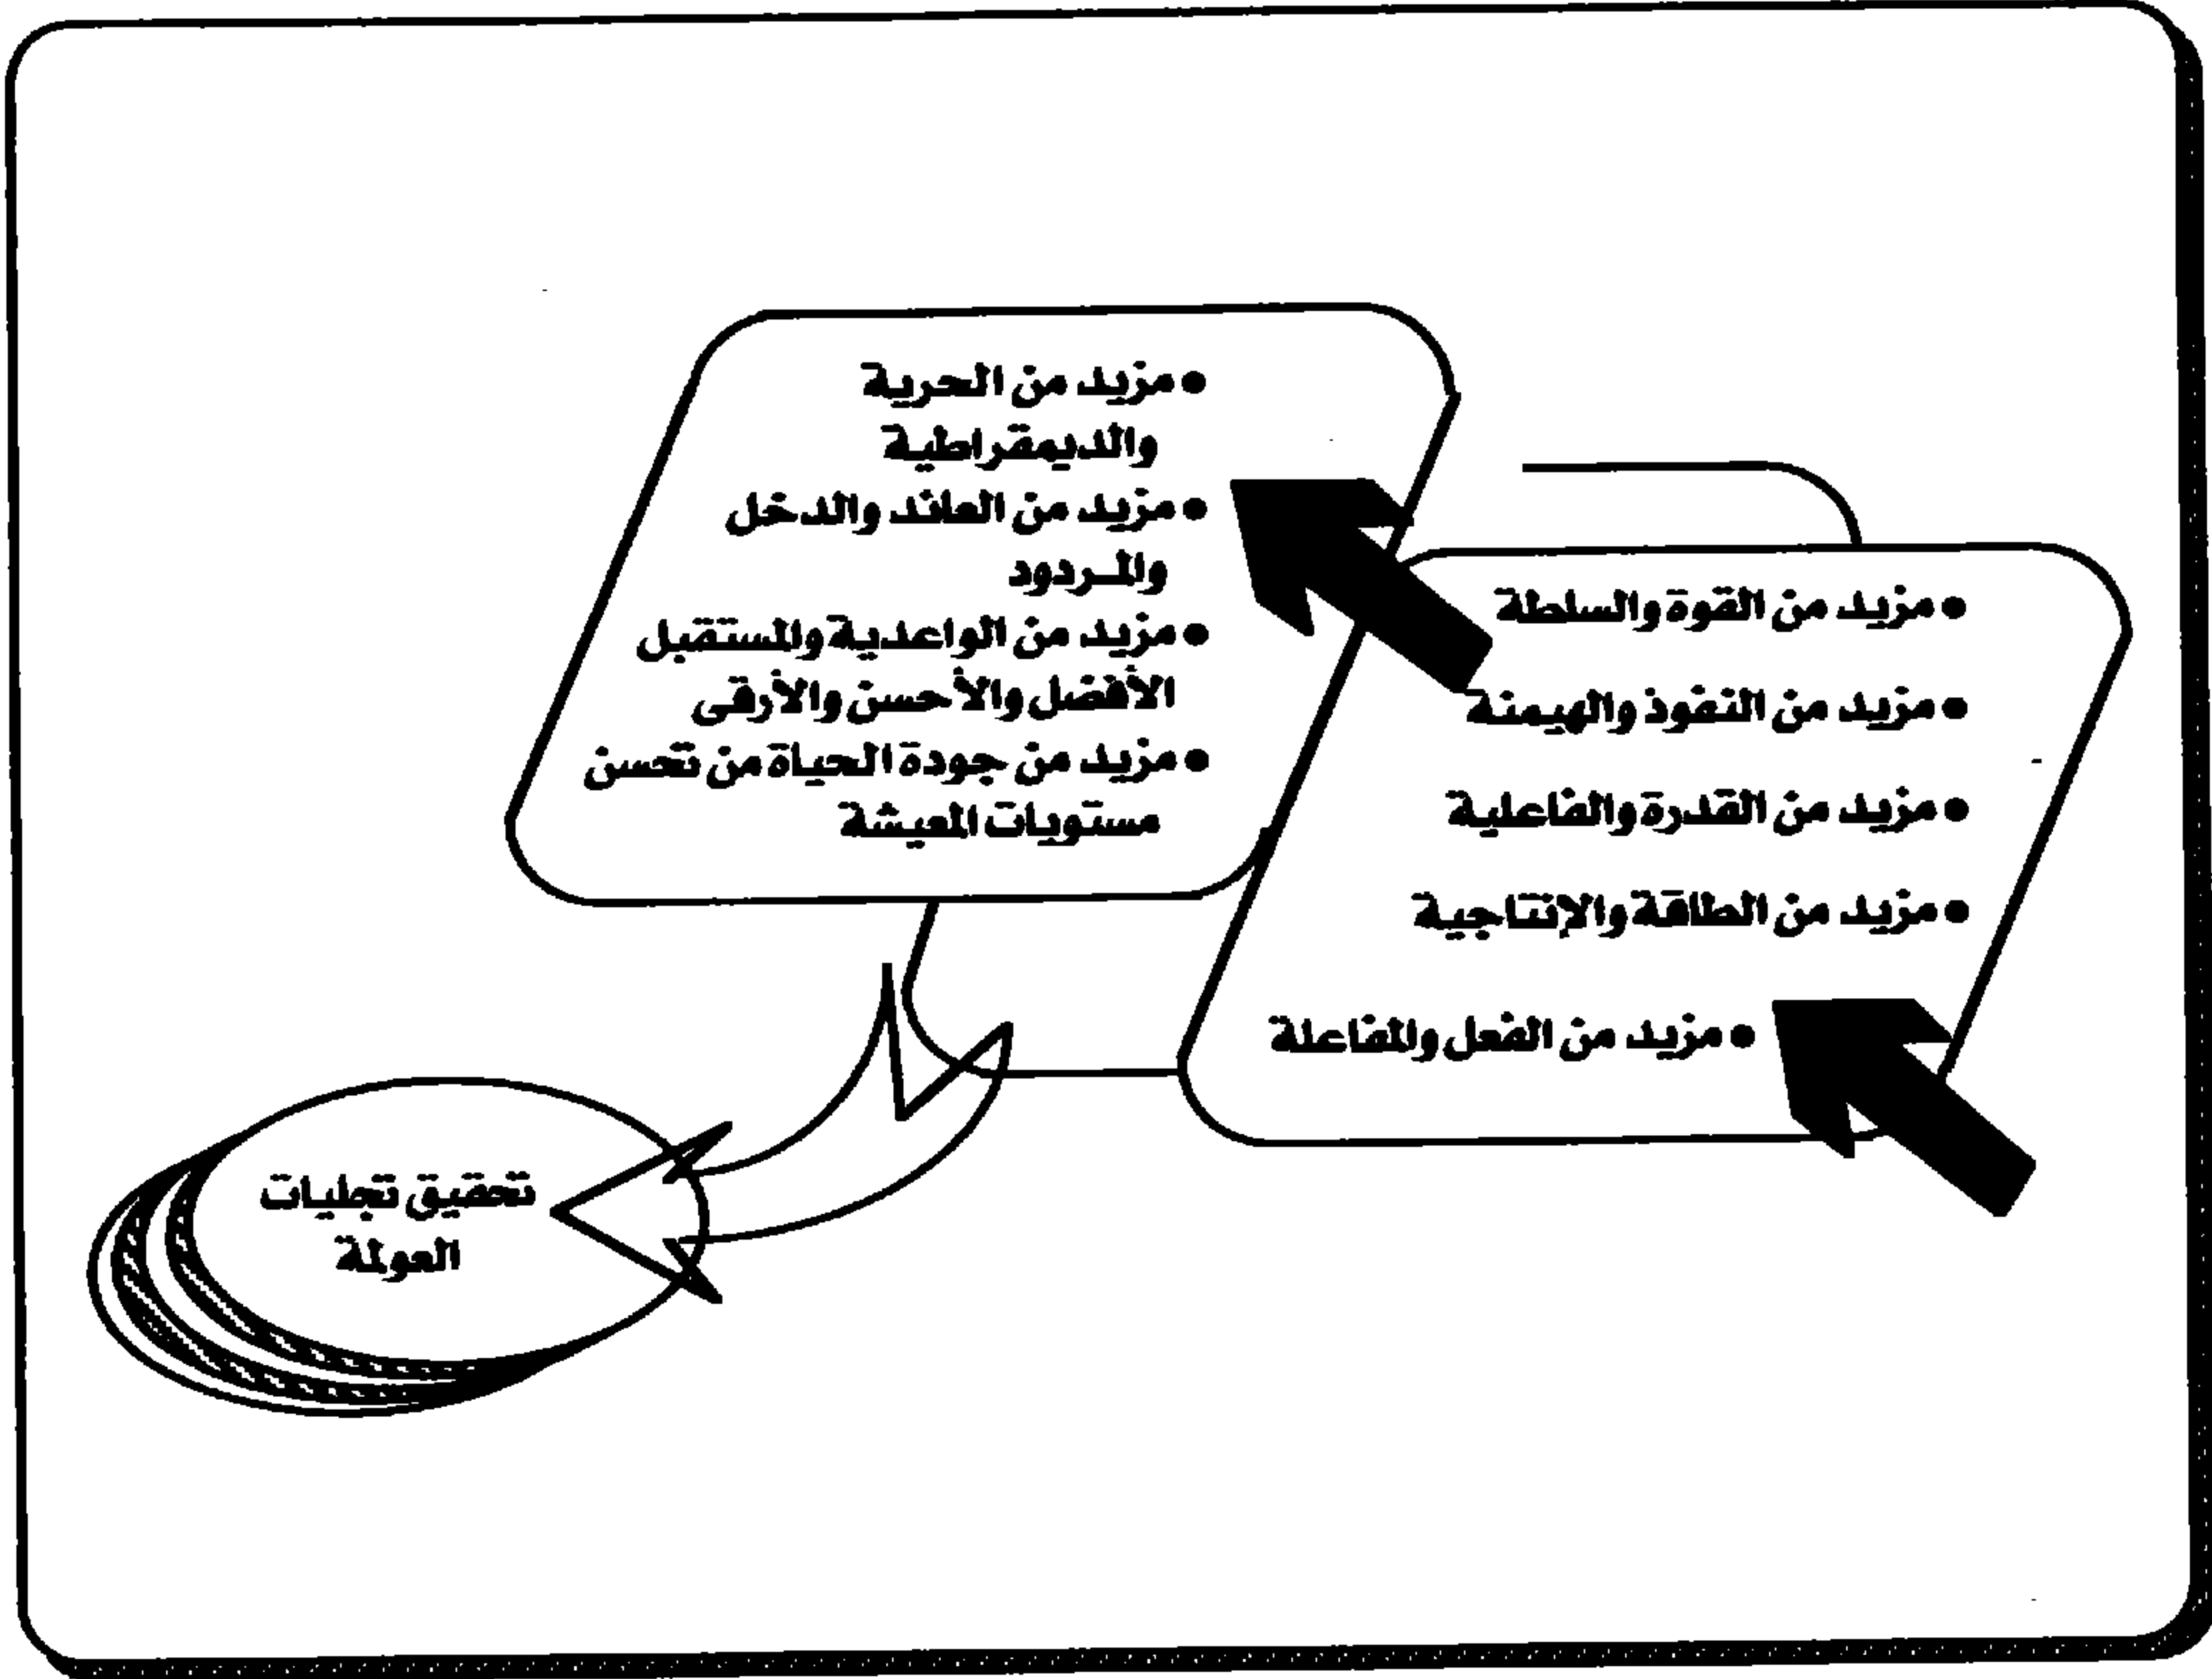 • مزيد من القوة والسلطة
• مزيد من النفوذ والهيمنة
• مزيد من القدرة والفاعلية
• مزيد من الطاقة والإنتاجية
• مزيد من الفعل والمفاعلة
• مزيد من الحرية
والديمقراطية
• مزيد من العائد والدخل
والمردود
• مزيد من الواعدية والمستقبل
الأفضل والأحسن والأرقى
• مزيد من جودة الحياة من تحسن
مستويات المعيشة
تحقيق تجليات
العولمة